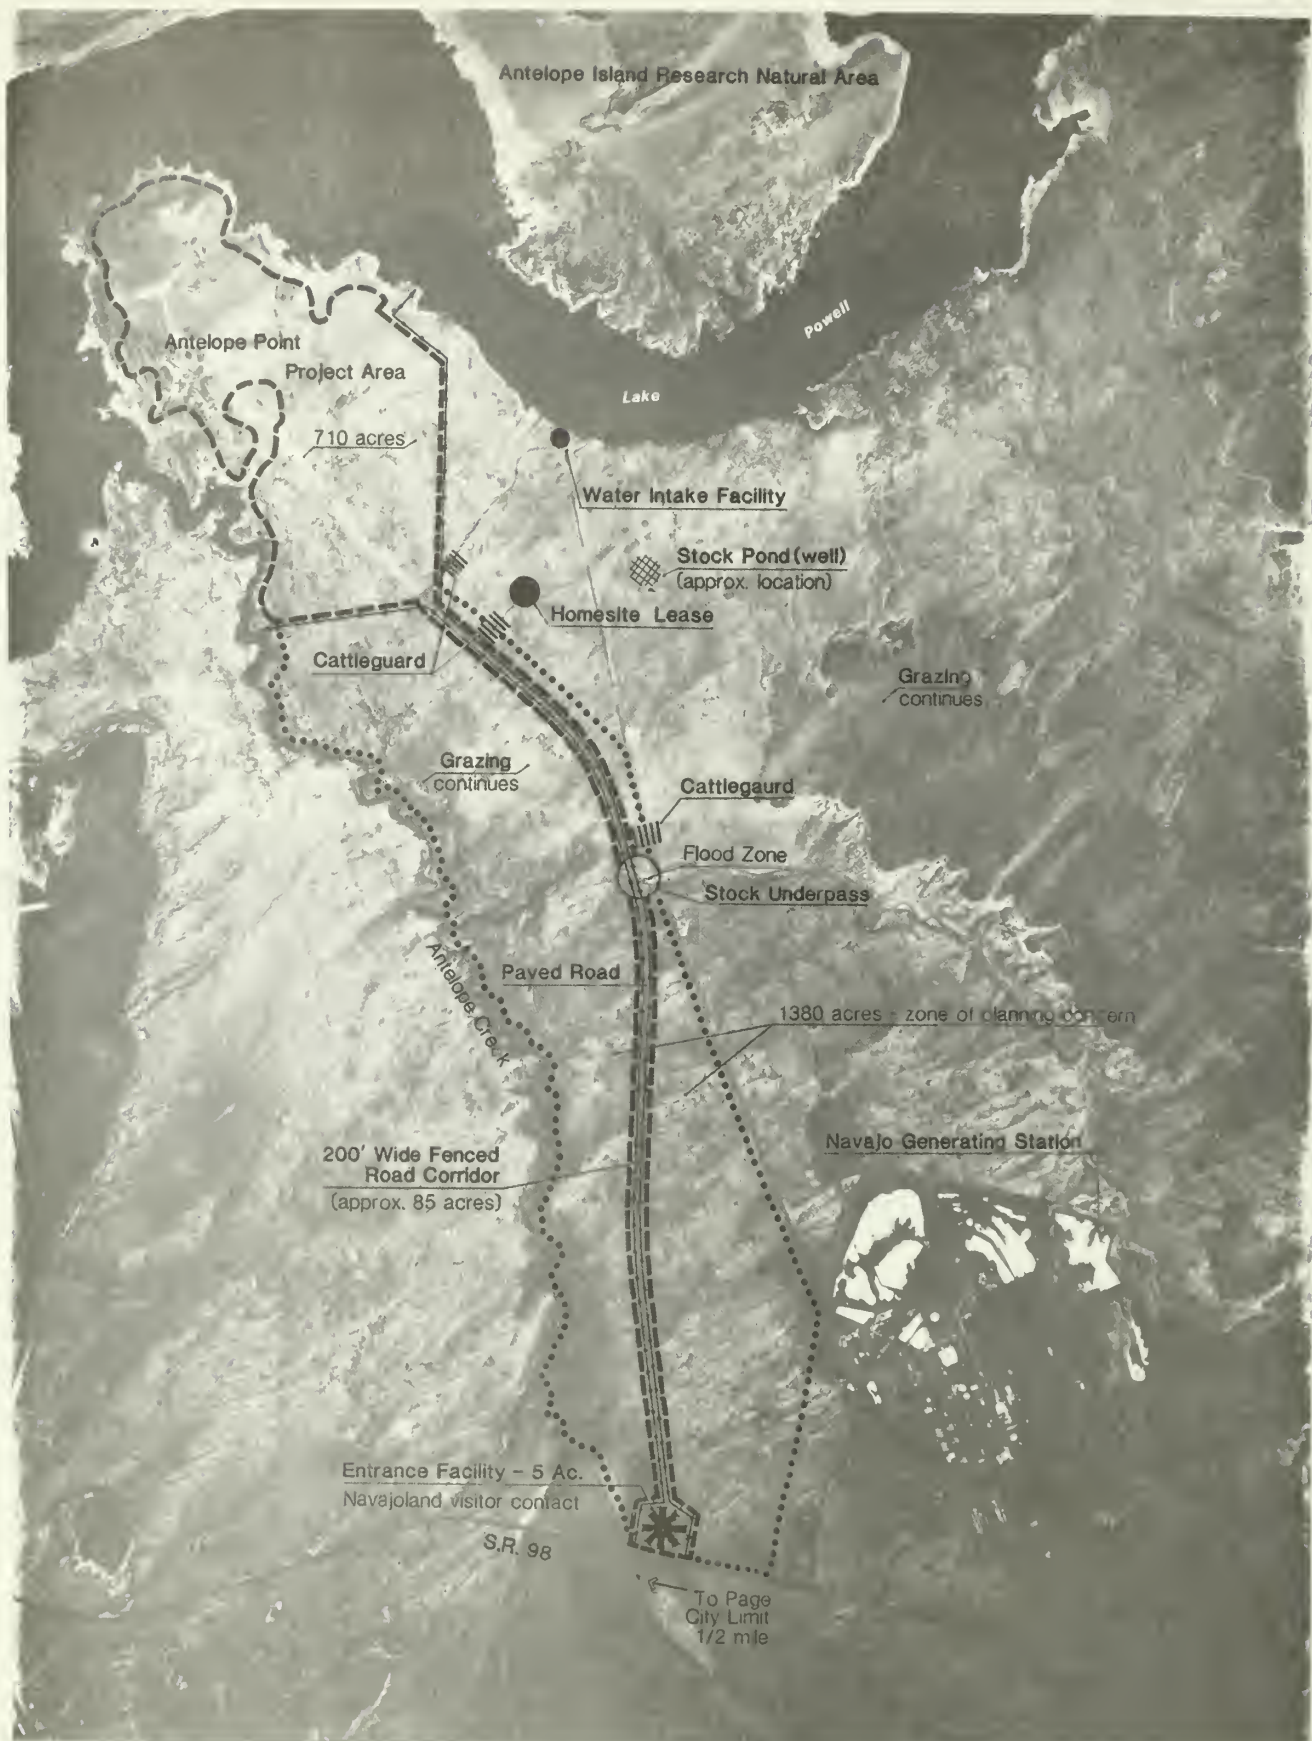 Antelope Island Research Natural Area
Powell
Lake
Antelope Point
Project Area
710 acres
Water Intake Facility
Stock Pond (well)
(approx. location)
Homesite Lease
Cattleguard
Grazing
continues
Grazing
continues
Cattlegaurd
Flood Zone
Stock Underpass
Antelope Creek
Paved Road
1380 acres - zone of planning concern
Navajo Generating Station
200' Wide Fenced
Road Corridor
(approx. 85 acres)
Entrance Facility - 5 Ac.
Navajoland visitor contact
S.R. 98
To Page
City Limit
1/2 mile